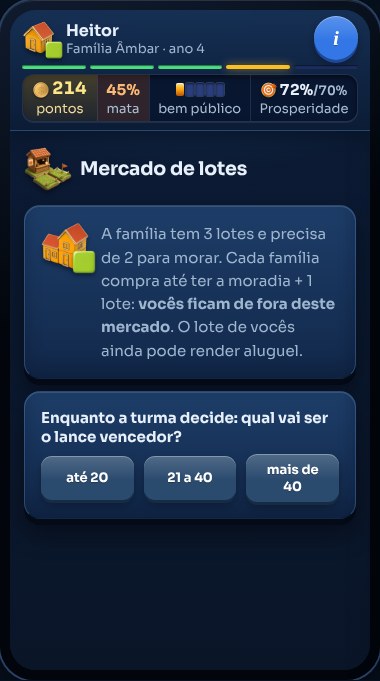 Heitor
Família Âmbar · ano 4
i
214
pontos
45%
mata
bem público
72%/70%
Prosperidade
Mercado de lotes
A família tem 3 lotes e precisa
de 2 para morar. Cada família
compra até ter a moradia + 1
lote: vocês ficam de fora deste
mercado. O lote de vocês
ainda pode render aluguel.
Enquanto a turma decide: qual vai ser
o lance vencedor?
até 20
21 a 40
mais de
40